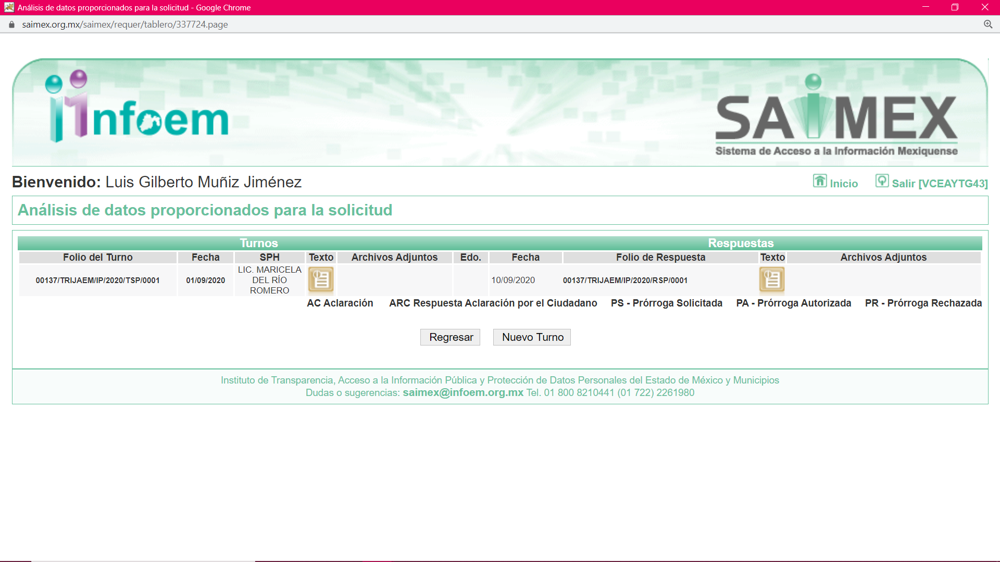 Análisis de datos proporcionados para la solicitud - Google Chrome
saimex.org.mx/saimex/requer/tablero/337724.page
infoem
SAIMEX
Sistema de Acceso a la Información Mexiquense
Bienvenido: Luis Gilberto Muñiz Jiménez
Inicio Salir [VCEAYTG43]
Análisis de datos proporcionados para la solicitud
Turnos Respuestas
Folio del Turno Fecha SPH Texto Archivos Adjuntos Edo. Fecha Folio de Respuesta Texto Archivos Adjuntos
00137/TRIJAEM/IP/2020/TSP/0001 01/09/2020 LIC. MARICELA
DEL RÍO
ROMERO
10/09/2020 00137/TRIJAEM/IP/2020/RSP/0001
AC Aclaración ARC Respuesta Aclaración por el Ciudadano PS - Prórroga Solicitada PA - Prórroga Autorizada PR - Prórroga Rechazada
Regresar Nuevo Turno
Instituto de Transparencia, Acceso a la Información Pública y Protección de Datos Personales del Estado de México y Municipios
Dudas o sugerencias: saimex@infoem.org.mx Tel. 01 800 8210441 (01 722) 2261980